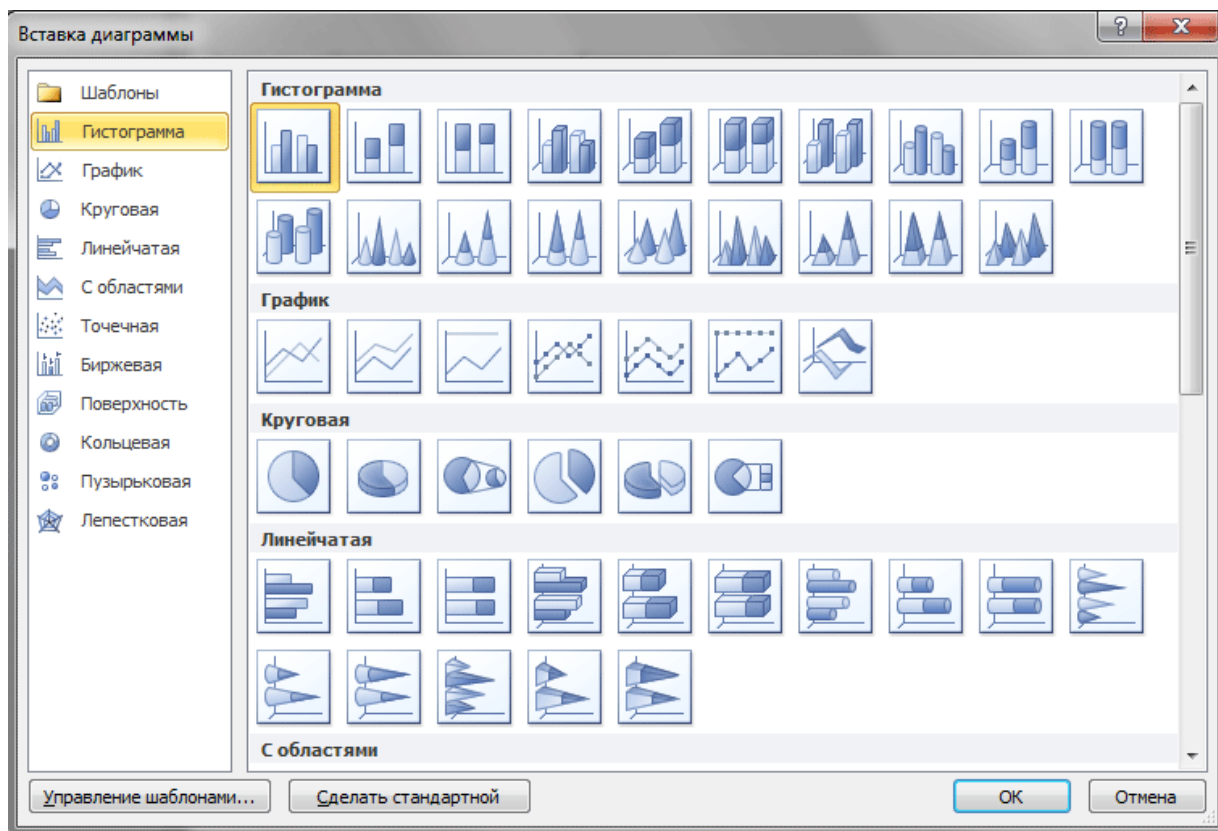 Вставка диаграммы
Шаблоны
Гистограмма
График
Круговая
Линейчатая
С областями
Точечная
Биржевая
Поверхность
Кольцевая
Пузырьковая
Лепестковая
Гистограмма
График
Круговая
Линейчатая
С областями
Управление шаблонами...
Сделать стандартной
ОК
Отмена